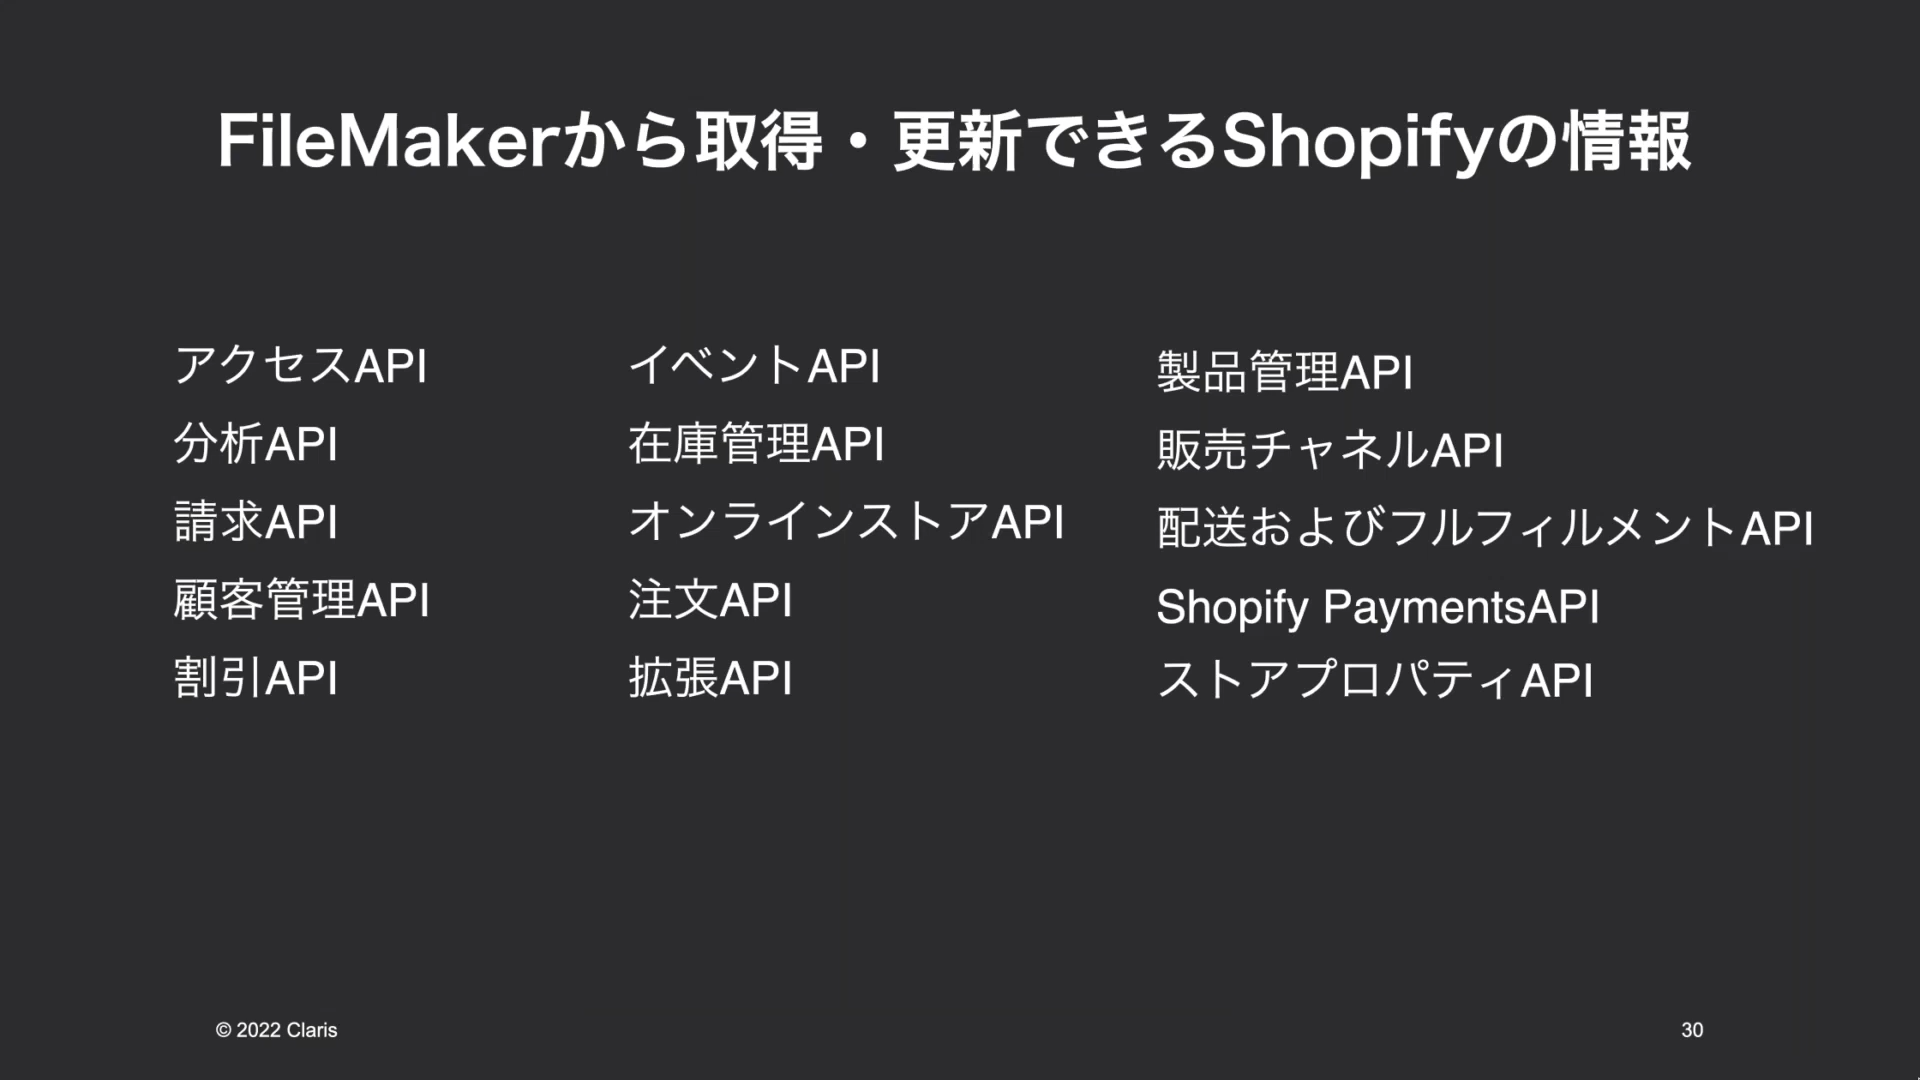 FileMakerから取得・更新できるShopifyの情報
アクセスAPI
分析API
請求API
顧客管理API
割引API
イベントAPI
在庫管理API
オンラインストアAPI
注文API
拡張API
製品管理API
販売チャネルAPI
配送およびフルフィルメントAPI
Shopify PaymentsAPI
ストアプロパティAPI
© 2022 Claris
30